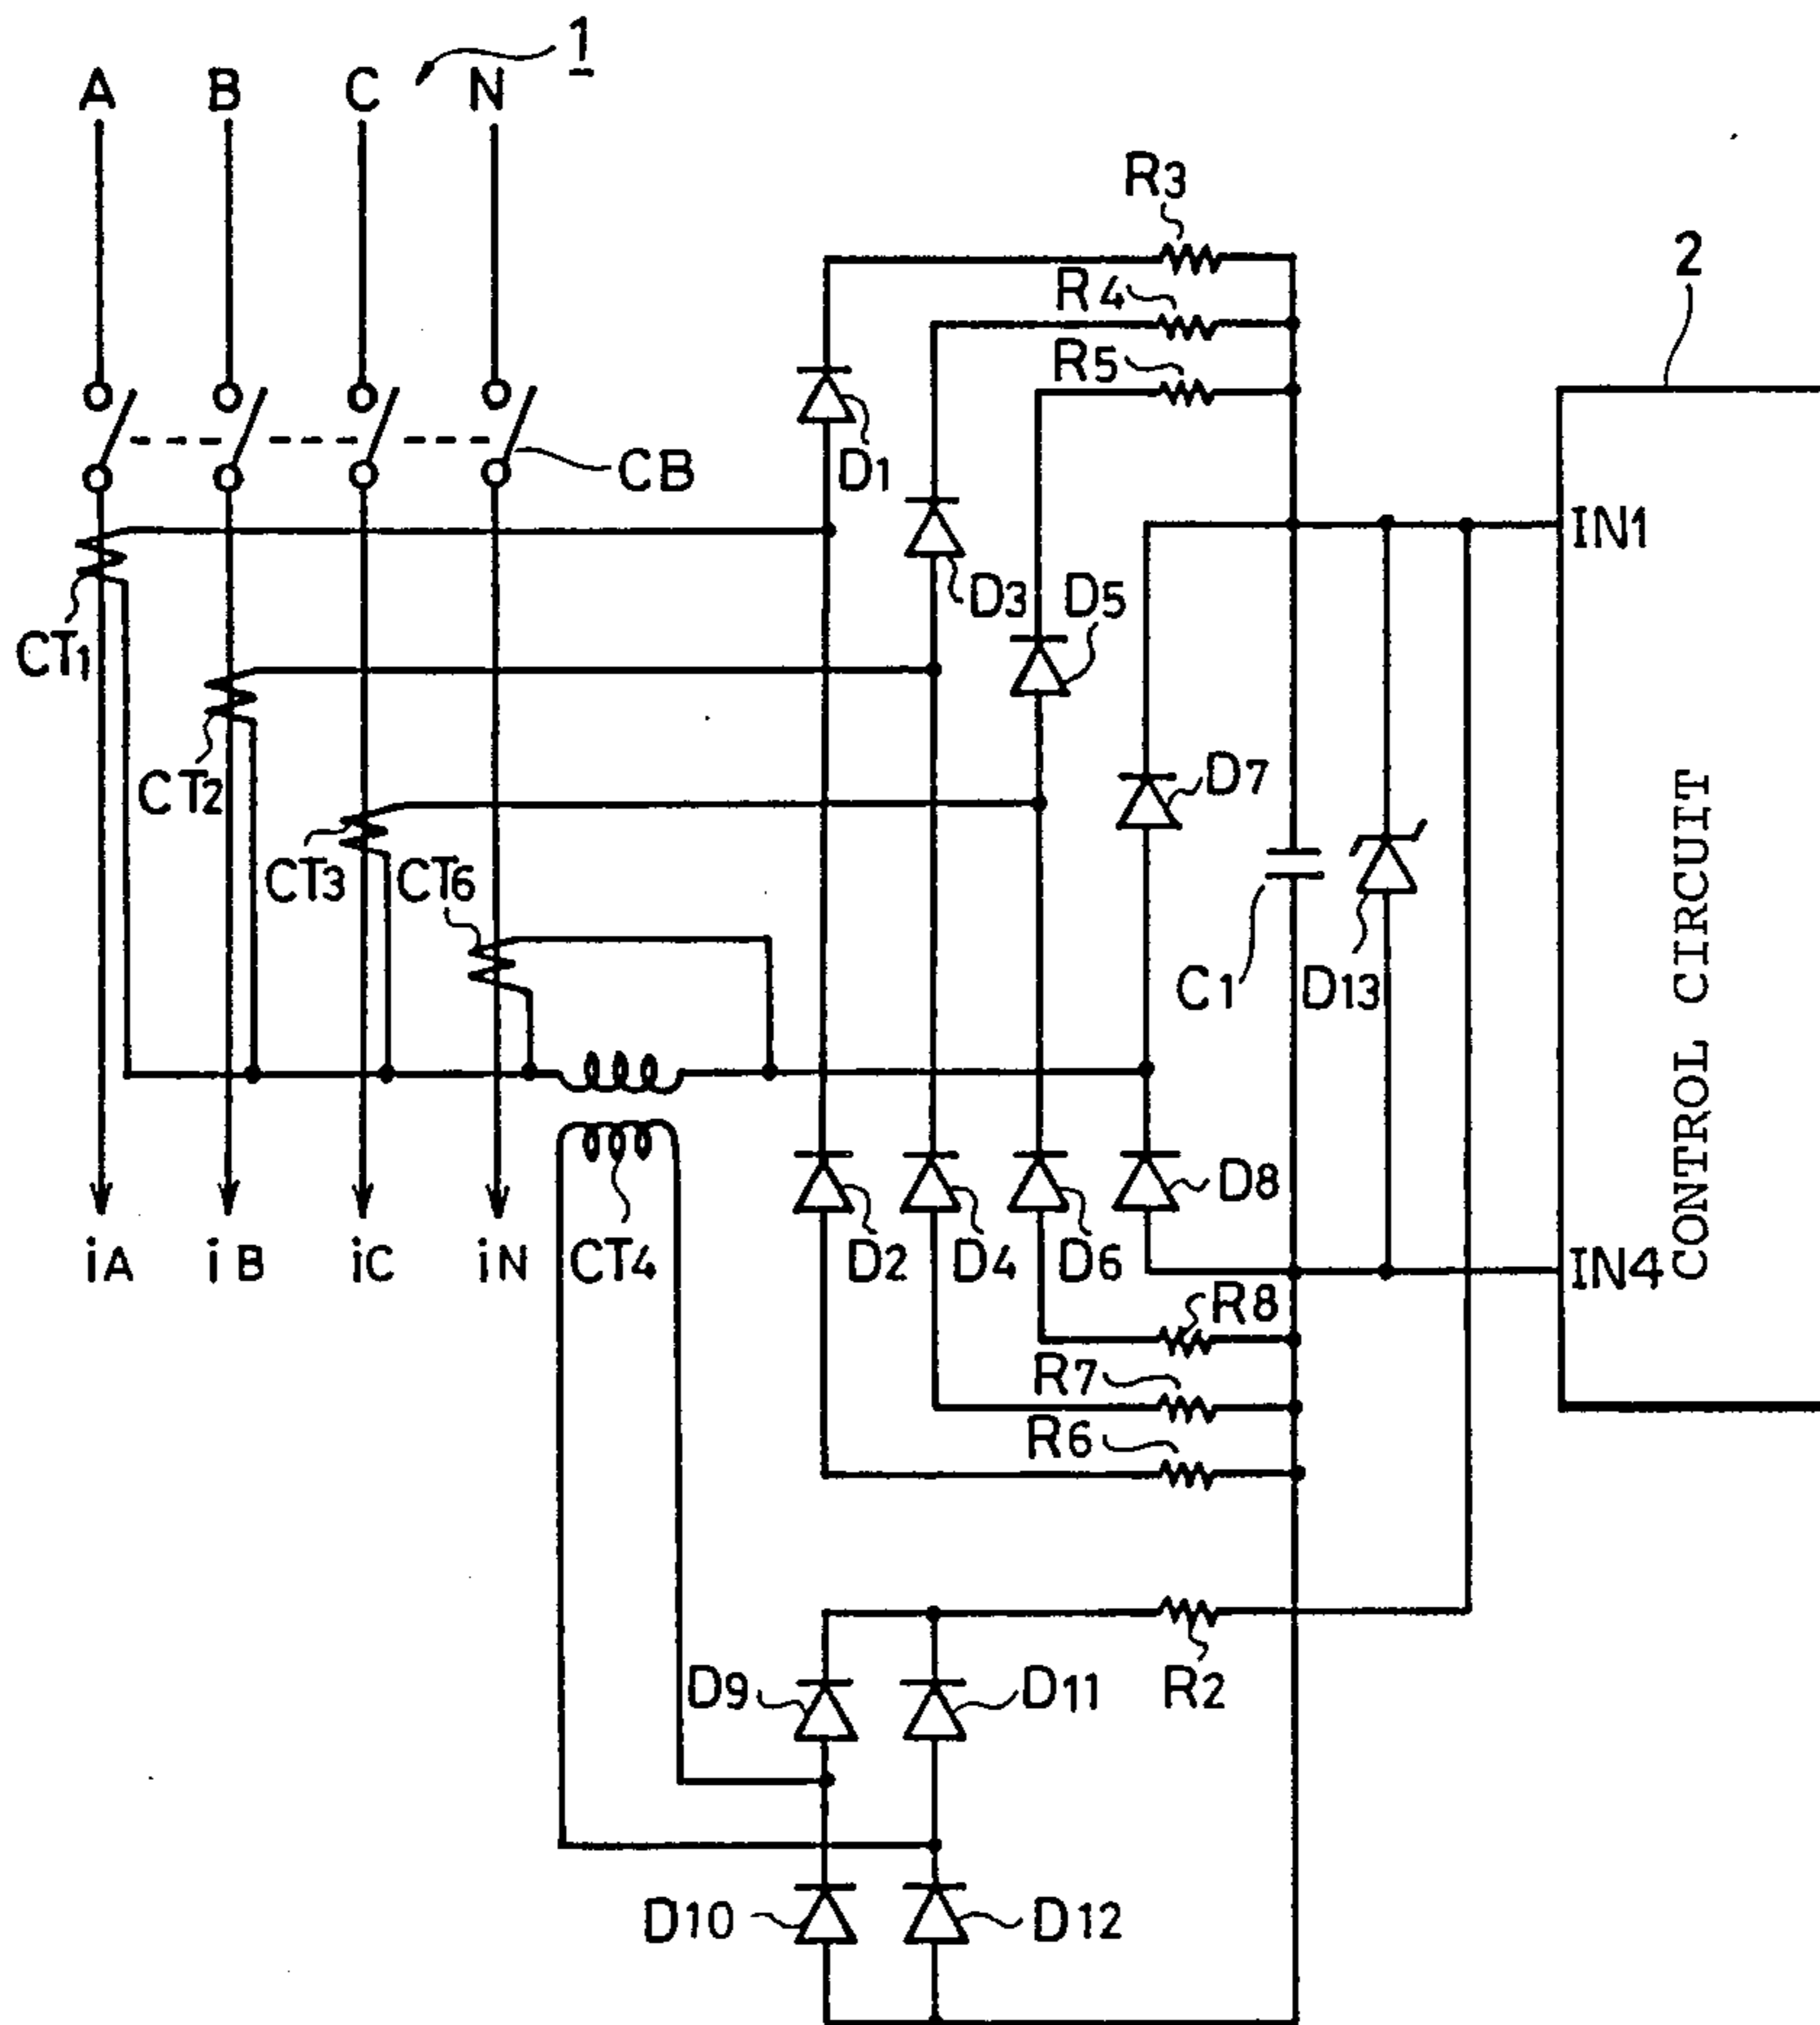 1
A B C N
R3
R4
2
R5
D1
CB
IN1
D3 D5
CT1
D7
CT2
CT3 CT6
C1 D13
CONTROL CIRCUIT
D2 D4 D6 D8
iA iB iC iN CT4
IN4
R8
R7
R6
D9 D11 R2
D10 D12